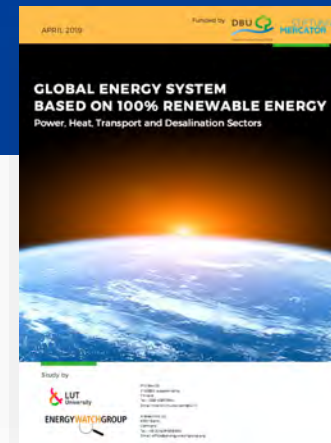 APRIL 2019
Funded by
DBU
STIFTUNG
MERCATOR
GLOBAL ENERGY SYSTEM
BASED ON 100% RENEWABLE ENERGY
Power, Heat, Transport and Desalination Sectors
Study by
LUT
University
ENERGYWATCHGROUP